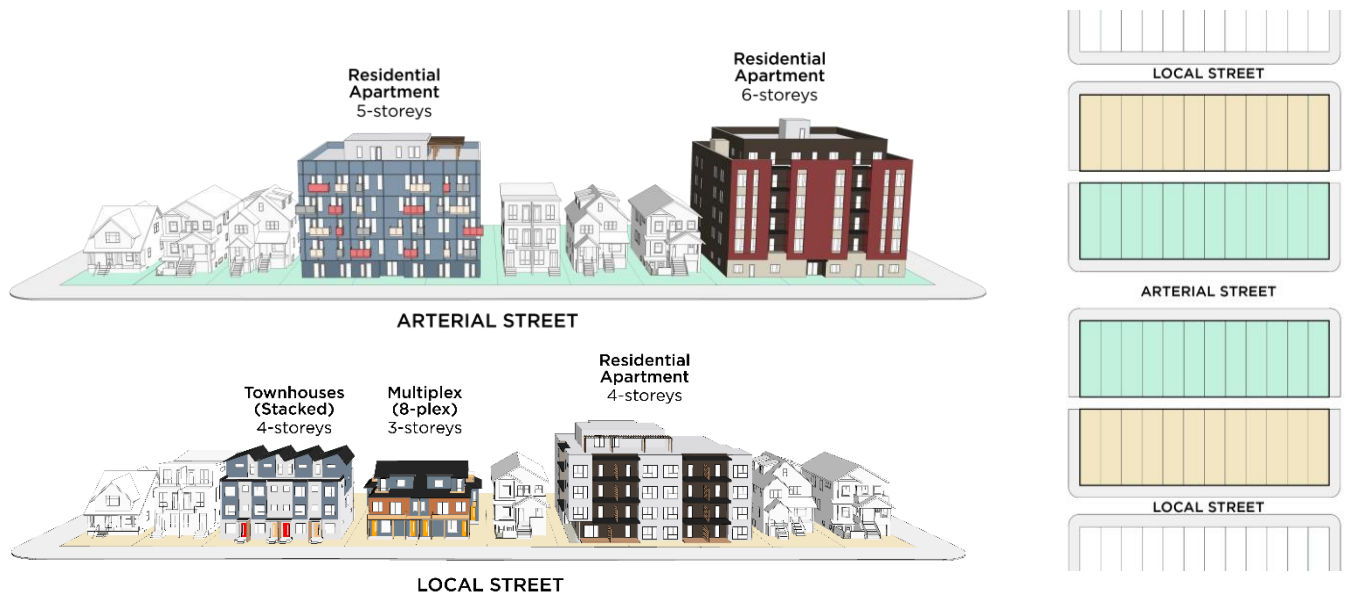 Residential
Apartment
5-storeys
Residential
Apartment
6-storeys
ARTERIAL STREET
Townhouses
(Stacked)
4-storeys
Multiplex
(8-plex)
3-storeys
Residential
Apartment
4-storeys
LOCAL STREET
LOCAL STREET
ARTERIAL STREET
LOCAL STREET